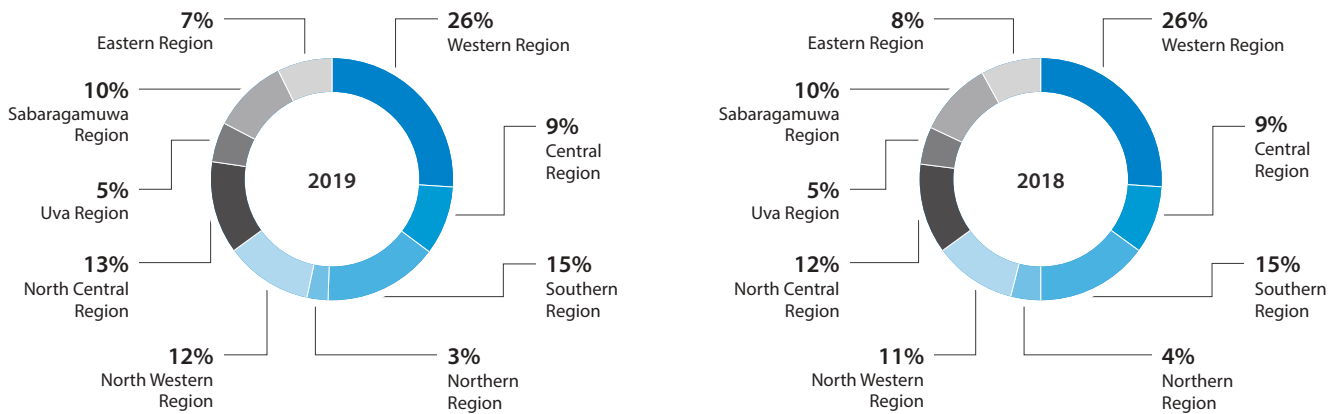 7%
Eastern Region
26%
Western Region
10%
Sabaragamuwa
Region
9%
Central
Region
2019
5%
Uva Region
13%
North Central
Region
15%
Southern
Region
12%
North Western
Region
3%
Northern
Region
8%
Eastern Region
26%
Western Region
10%
Sabaragamuwa
Region
9%
Central
Region
2018
5%
Uva Region
12%
North Central
Region
15%
Southern
Region
11%
North Western
Region
4%
Northern
Region